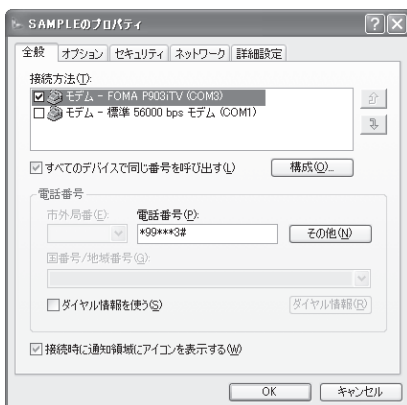 SAMPLEのプロパティ
全般 オプション セキュリティ ネットワーク 詳細設定
接続方法(T):
モデム - FOMA P903iTV (COM3)
モデム - 標準 56000 bps モデム (COM1)
すべてのデバイスで同じ番号を呼び出す(L) 構成(O)...
電話番号
市外局番(E): 電話番号(P):
*99***3# その他(N)
国番号/地域番号(G):
ダイヤル情報を使う(S) ダイヤル情報(R)
接続時に通知領域にアイコンを表示する(W)
OK キャンセル